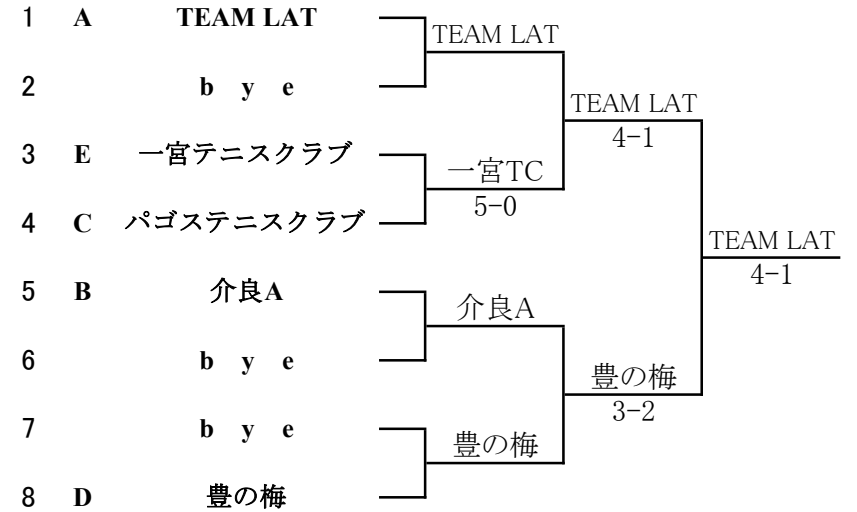 1 A TEAM LAT
TEAM LAT
2 b y e
TEAM LAT
4-1
3 E 一宮テニスクラブ
一宮TC
5-0
4 C パゴステニスクラブ
TEAM LAT
4-1
5 B 介良A
介良A
6 b y e
豊の梅
3-2
7 b y e
豊の梅
8 D 豊の梅